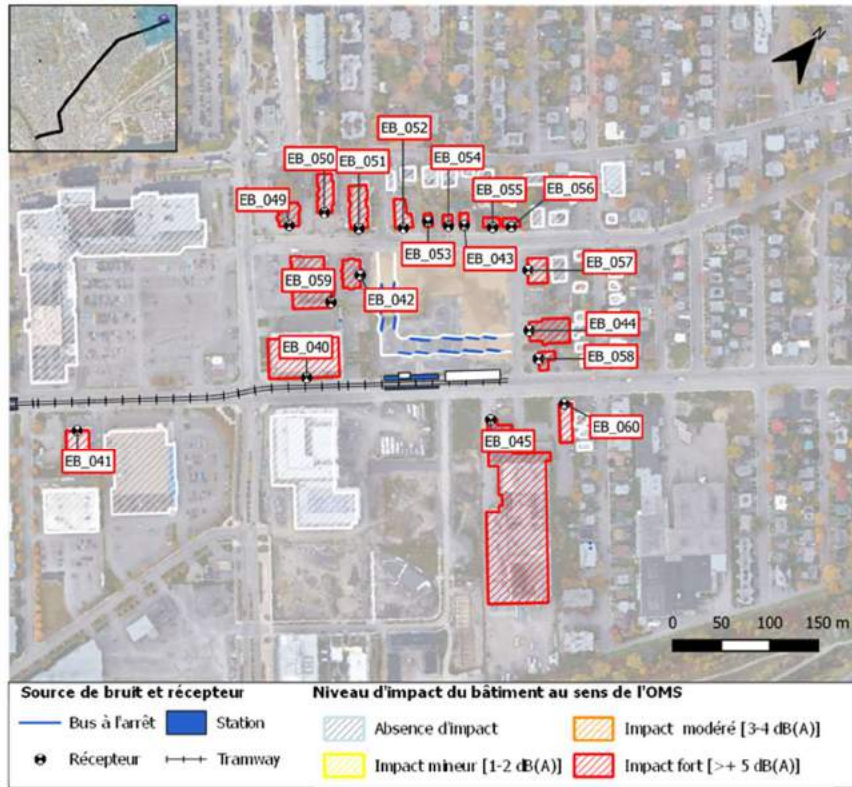 N
EB_052
EB_050
EB_051
EB_054
EB_055
EB_056
EB_049
EB_053
EB_043
EB_057
EB_059
EB_042
EB_044
EB_058
EB_040
EB_060
EB_045
EB_041
0 50 100 150 m
Source de bruit et récepteur
Niveau d'impact du bâtiment au sens de l'OMS
Bus à l'arrêt
Station
Absence d'impact
Impact modéré [3-4 dB(A)]
Récepteur
Tramway
Impact mineur [1-2 dB(A)]
Impact fort [>+ 5 dB(A)]